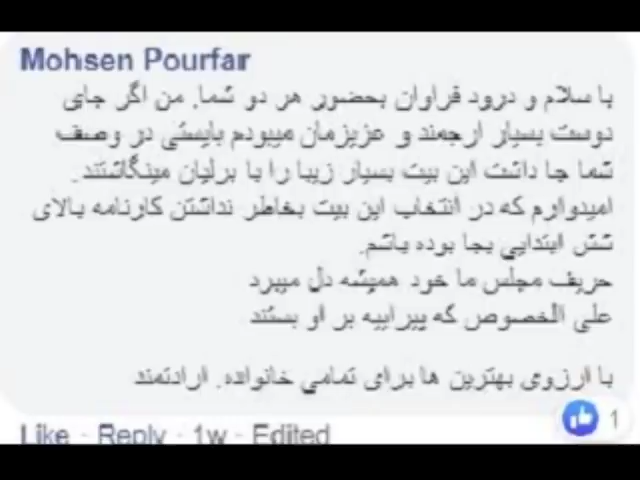 Mohsen Pourfar
با سلام و درود فراوان بحضور هر دو شما. من اگر جای
دوست بسیار ارجمند و عزیزمان میبودم بایستی در وصف
شما جا داشت این بیت بسیار زیبا را با برلیان مینگاشتند.
امیدوارم که در انتخاب این بیت بخاطر نداشتن کارنامه بالای
شش ابتدایی بجا بوده باشم.
حریف مجلس ما خود همیشه دل میبرد
علی الخصوص که پیراییه بر او بستند
با ارزوی بهترین ها برای تمامی خانواده. ارادتمند
1
Like · Reply · 1w · Edited